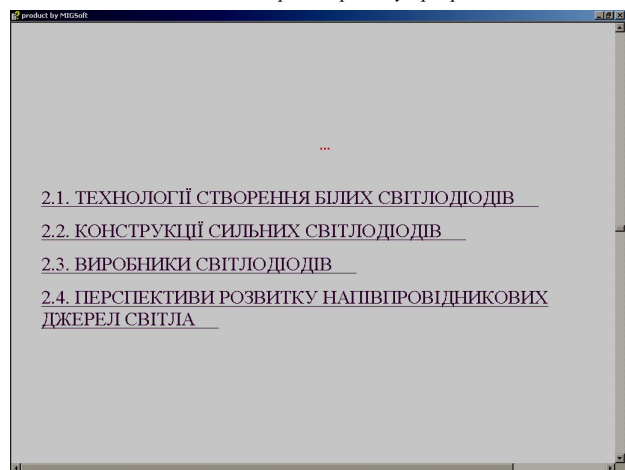 product by MIGSoft
...
2.1. ТЕХНОЛОГІЇ СТВОРЕННЯ БІЛИХ СВІТЛОДІОДІВ
2.2. КОНСТРУКЦІЇ СИЛЬНИХ СВІТЛОДІОДІВ
2.3. ВИРОБНИКИ СВІТЛОДІОДІВ
2.4. ПЕРСПЕКТИВИ РОЗВИТКУ НАПІВПРОВІДНИКОВИХ
ДЖЕРЕЛ СВІТЛА